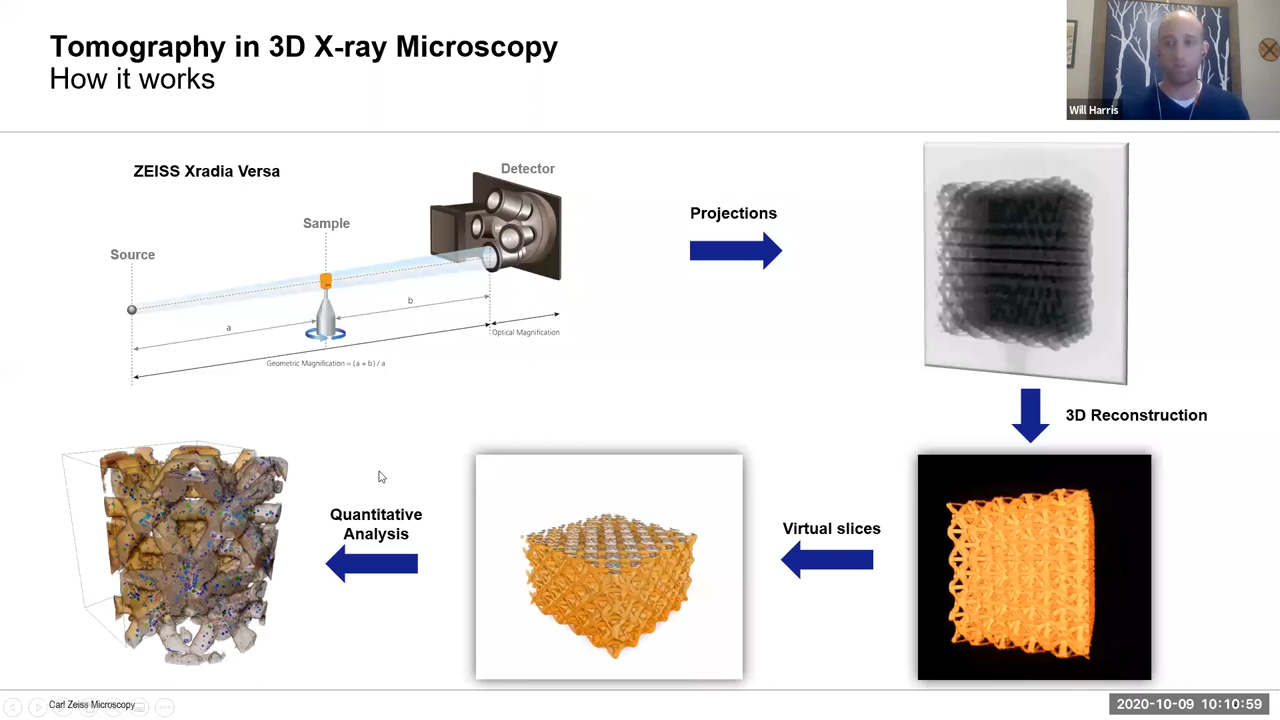 Tomography in 3D X-ray Microscopy
How it works
Will Harris
ZEISS Xradia Versa
Detector
Sample
Source
Projections
b
a
Optical Magnification
Geometric Magnification = (a + b) / a
3D Reconstruction
Quantitative
Analysis
Virtual slices
Carl Zeiss Microscopy
2020-10-09 10:10:59